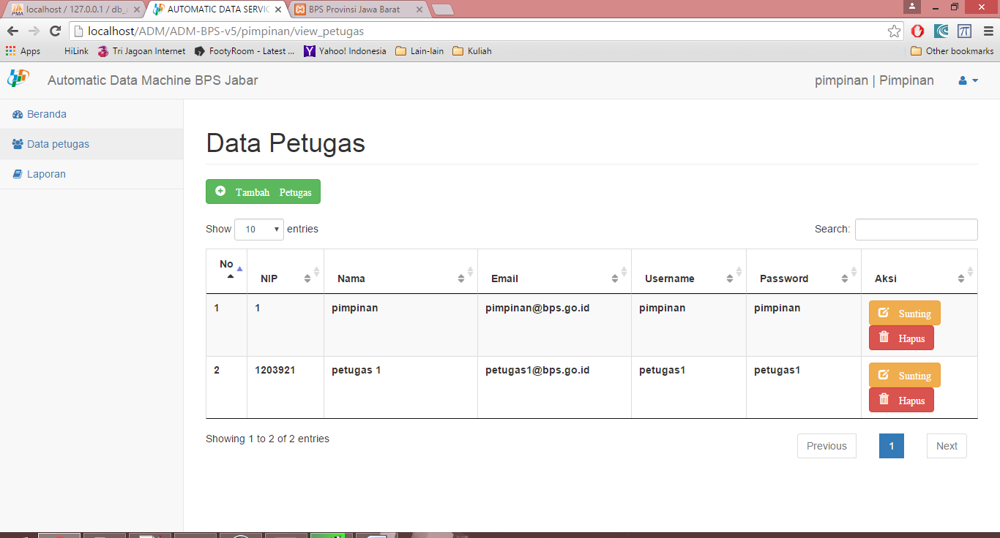 localhost / 127.0.0.1 / db_
AUTOMATIC DATA SERVIC
BPS Provinsi Jawa Barat
localhost/ADM/ADM-BPS-v5/pimpinan/view_petugas
Apps HiLink Tri Jagoan Internet FootyRoom - Latest ... Yahoo! Indonesia Lain-lain Kuliah Other bookmarks
Automatic Data Machine BPS Jabar pimpinan | Pimpinan
Beranda
Data petugas
Laporan
Data Petugas
Tambah Petugas
Show 10 entries Search:
No NIP Nama Email Username Password Aksi
1 1 pimpinan pimpinan@bps.go.id pimpinan pimpinan Sunting
Hapus
2 1203921 petugas 1 petugas1@bps.go.id petugas1 petugas1 Sunting
Hapus
Showing 1 to 2 of 2 entries Previous 1 Next